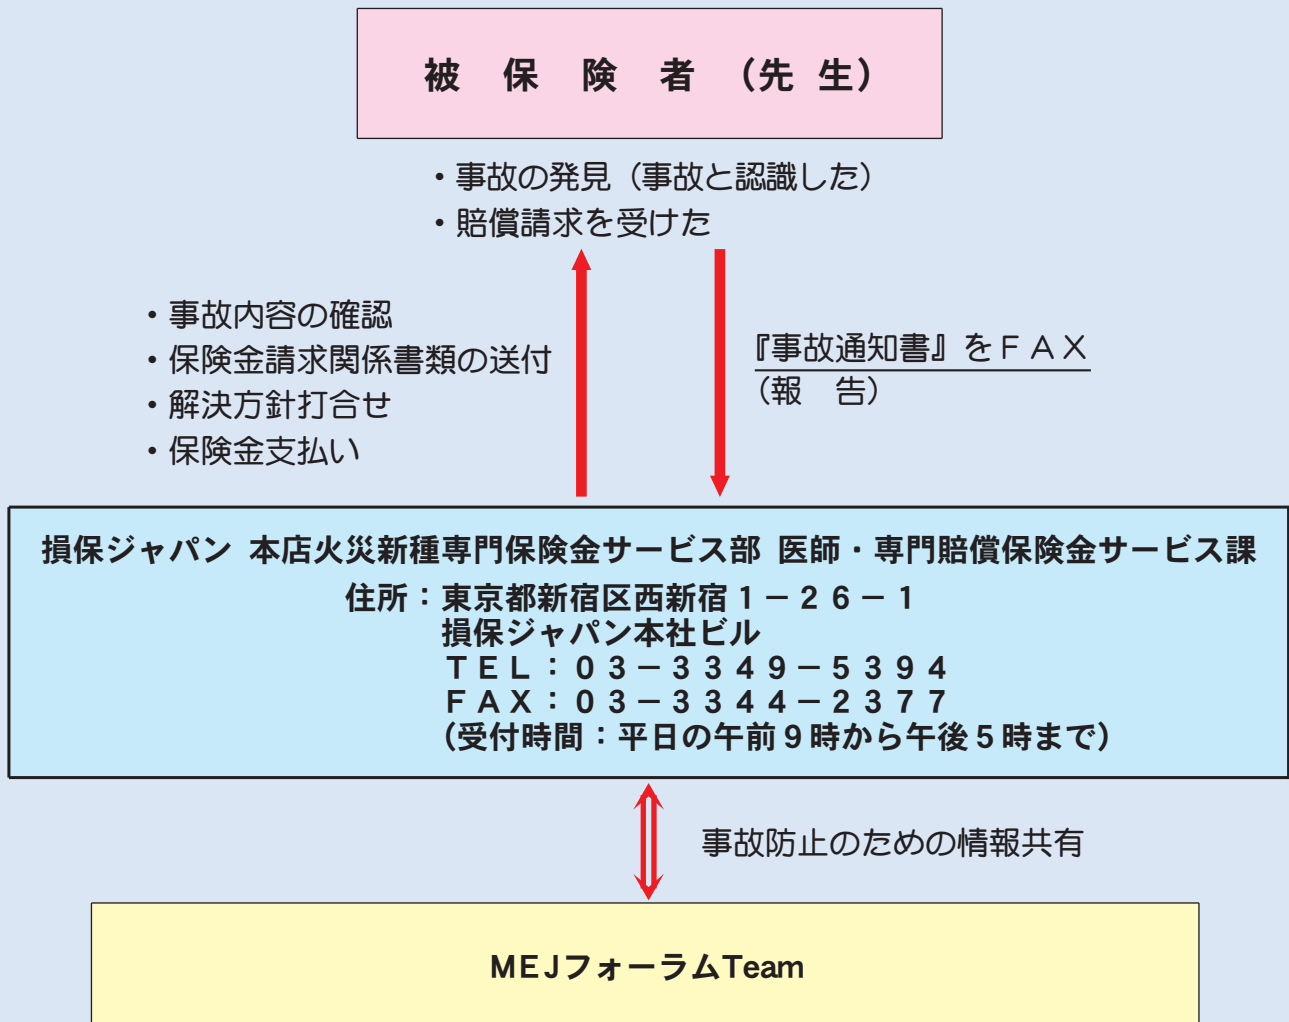 被保険者（先生）
・事故の発見（事故と認識した）
・賠償請求を受けた
・事故内容の確認
・保険金請求関係書類の送付
・解決方針打合せ
・保険金支払い
『事故通知書』をＦＡＸ
（報　告）
損保ジャパン 本店火災新種専門保険金サービス部 医師・専門賠償保険金サービス課
住所：東京都新宿区西新宿１－２６－１
損保ジャパン本社ビル
ＴＥＬ：０３－３３４９－５３９４
ＦＡＸ：０３－３３４４－２３７７
（受付時間：平日の午前９時から午後５時まで）
事故防止のための情報共有
MEJフォーラムTeam